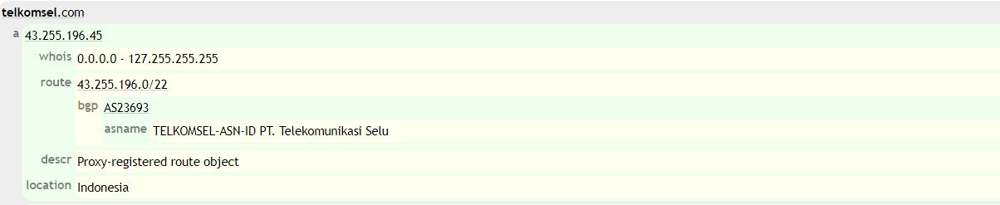 telkomsel.com
a 43.255.196.45
whois 0.0.0.0 - 127.255.255.255
route 43.255.196.0/22
bgp AS23693
asname TELKOMSEL-ASN-ID PT. Telekomunikasi Selu
descr Proxy-registered route object
location Indonesia